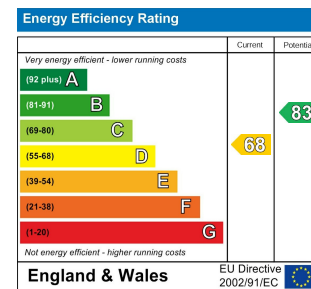 Energy Efficiency Rating
Current Potentia
Very energy efficient - lower running costs
(92 plus) A
(81-91) B
(69-80) C
(55-68) D
(39-54) E
(21-38) F
(1-20) G
68
83
Not energy efficient - higher running costs
England & Wales
EU Directive
2002/91/EC